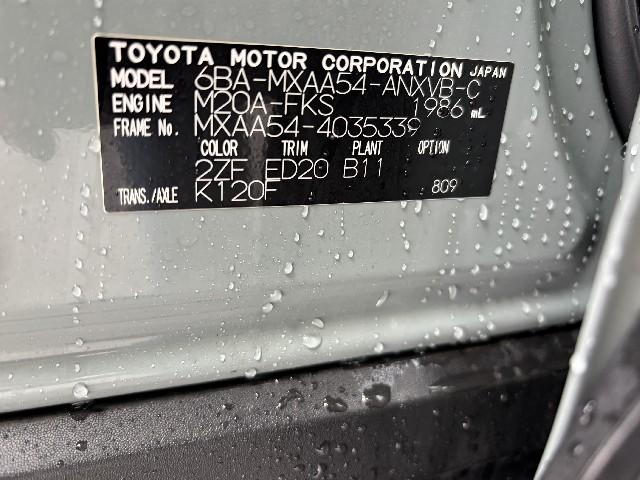 TOYOTA MOTOR CORPORATION JAPAN
MODEL 6BA-MXAA54-ANXVB-C
ENGINE M20A-FKS 1986 mL
FRAME No. MXAA54-4035339
COLOR TRIM PLANT OPTION
2ZF ED20 B11
TRANS./AXLE K120F 809